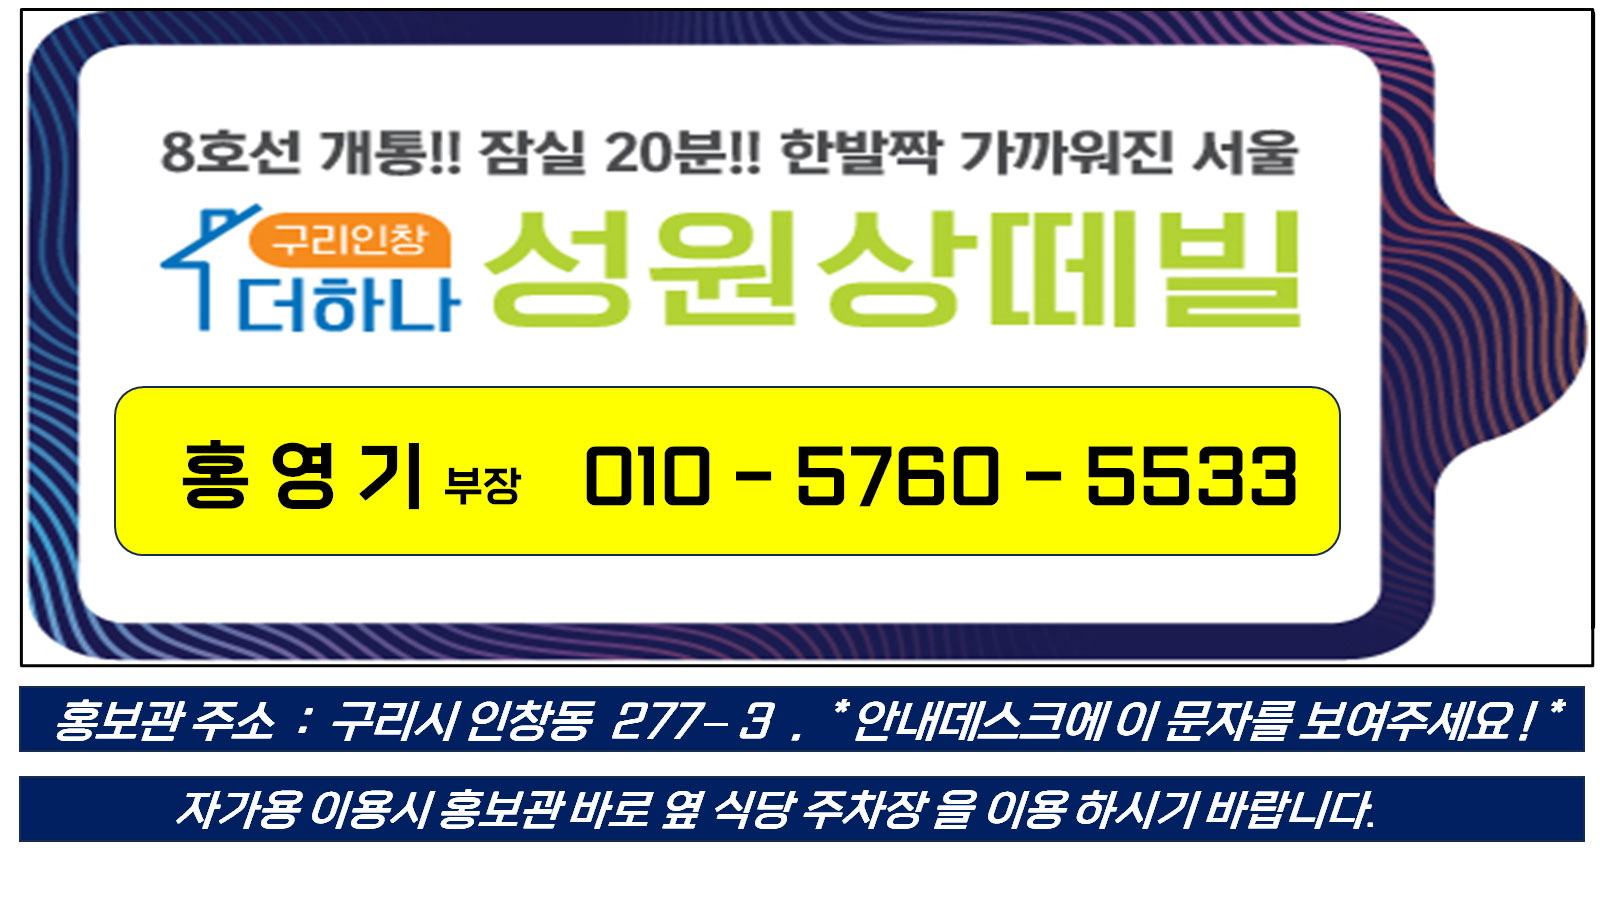 8호선 개통!! 잠실 20분!! 한발짝 가까워진 서울
구리인창
더하나 성원상떼빌
홍 영 기 부장 010 - 5760 - 5533
홍보관 주소 : 구리시 인창동 277– 3 . *안내데스크에 이 문자를 보여주세요! *
자가용 이용시 홍보관 바로 옆 식당 주차장 을 이용 하시기 바랍니다.